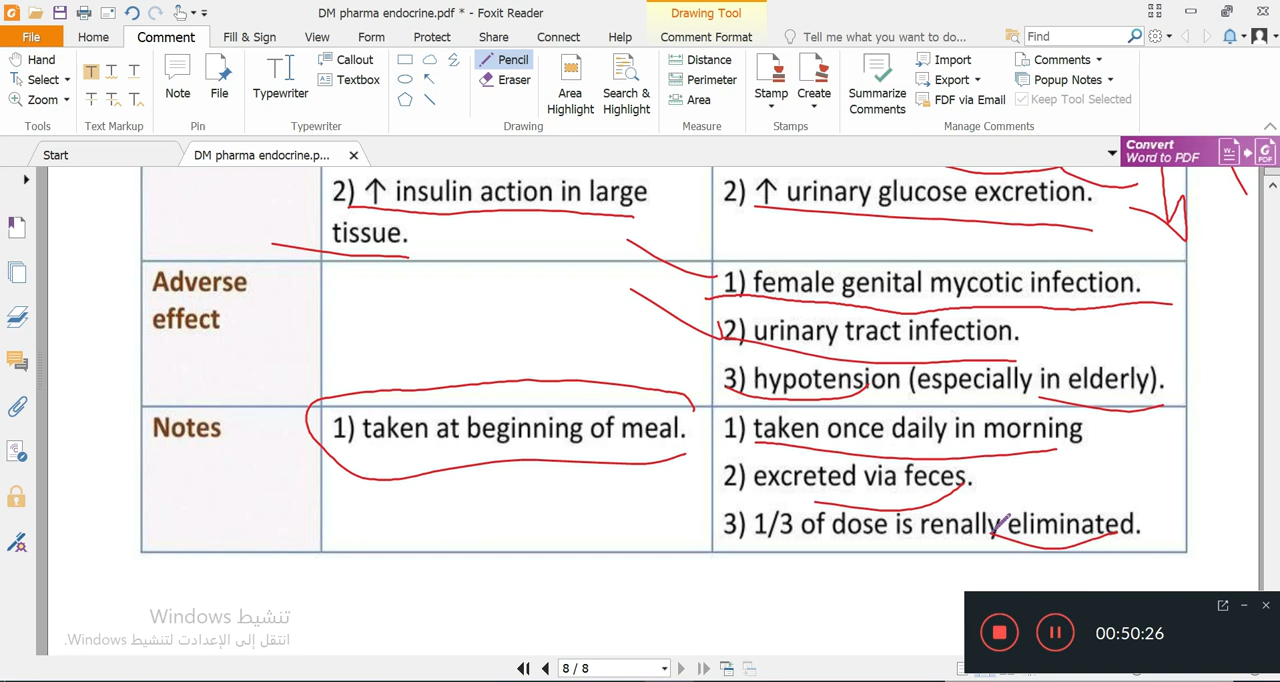 DM pharma endocrine.pdf * - Foxit Reader
Drawing Tool
File Home Comment Fill & Sign View Form Protect Share Connect Help Comment Format Tell me what you want to do... Find
Hand
Select
Zoom
Tools
Text Markup
Note
File
Pin
Typewriter
Callout
Textbox
Typewriter
Pencil
Eraser
Area Highlight
Search & Highlight
Drawing
Distance
Perimeter
Area
Measure
Stamp
Create
Stamps
Summarize Comments
Import
Export
FDF via Email
Comments
Popup Notes
Keep Tool Selected
Manage Comments
Start
DM pharma endocrine.p...
Convert
Word to PDF
2) ↑ insulin action in large
tissue.
2) ↑ urinary glucose excretion.
Adverse
effect
1) female genital mycotic infection.
2) urinary tract infection.
3) hypotension (especially in elderly).
Notes
1) taken at beginning of meal.
1) taken once daily in morning
2) excreted via feces.
3) 1/3 of dose is renally eliminated.
تنشيط Windows
انتقل إلى الإعدادت لتنشيط Windows.
00:50:26
8 / 8